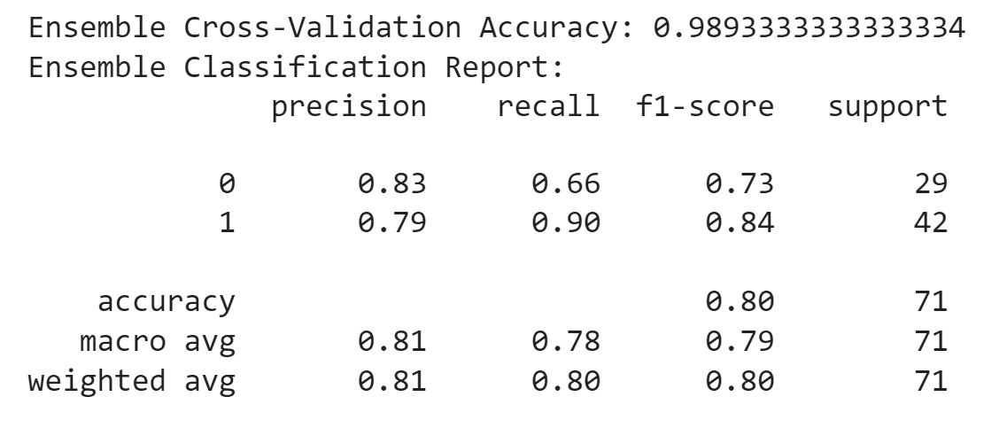 Ensemble Cross-Validation Accuracy: 0.9893333333333334
Ensemble Classification Report:
precision recall f1-score support
0 0.83 0.66 0.73 29
1 0.79 0.90 0.84 42
accuracy 0.80 71
macro avg 0.81 0.78 0.79 71
weighted avg 0.81 0.80 0.80 71